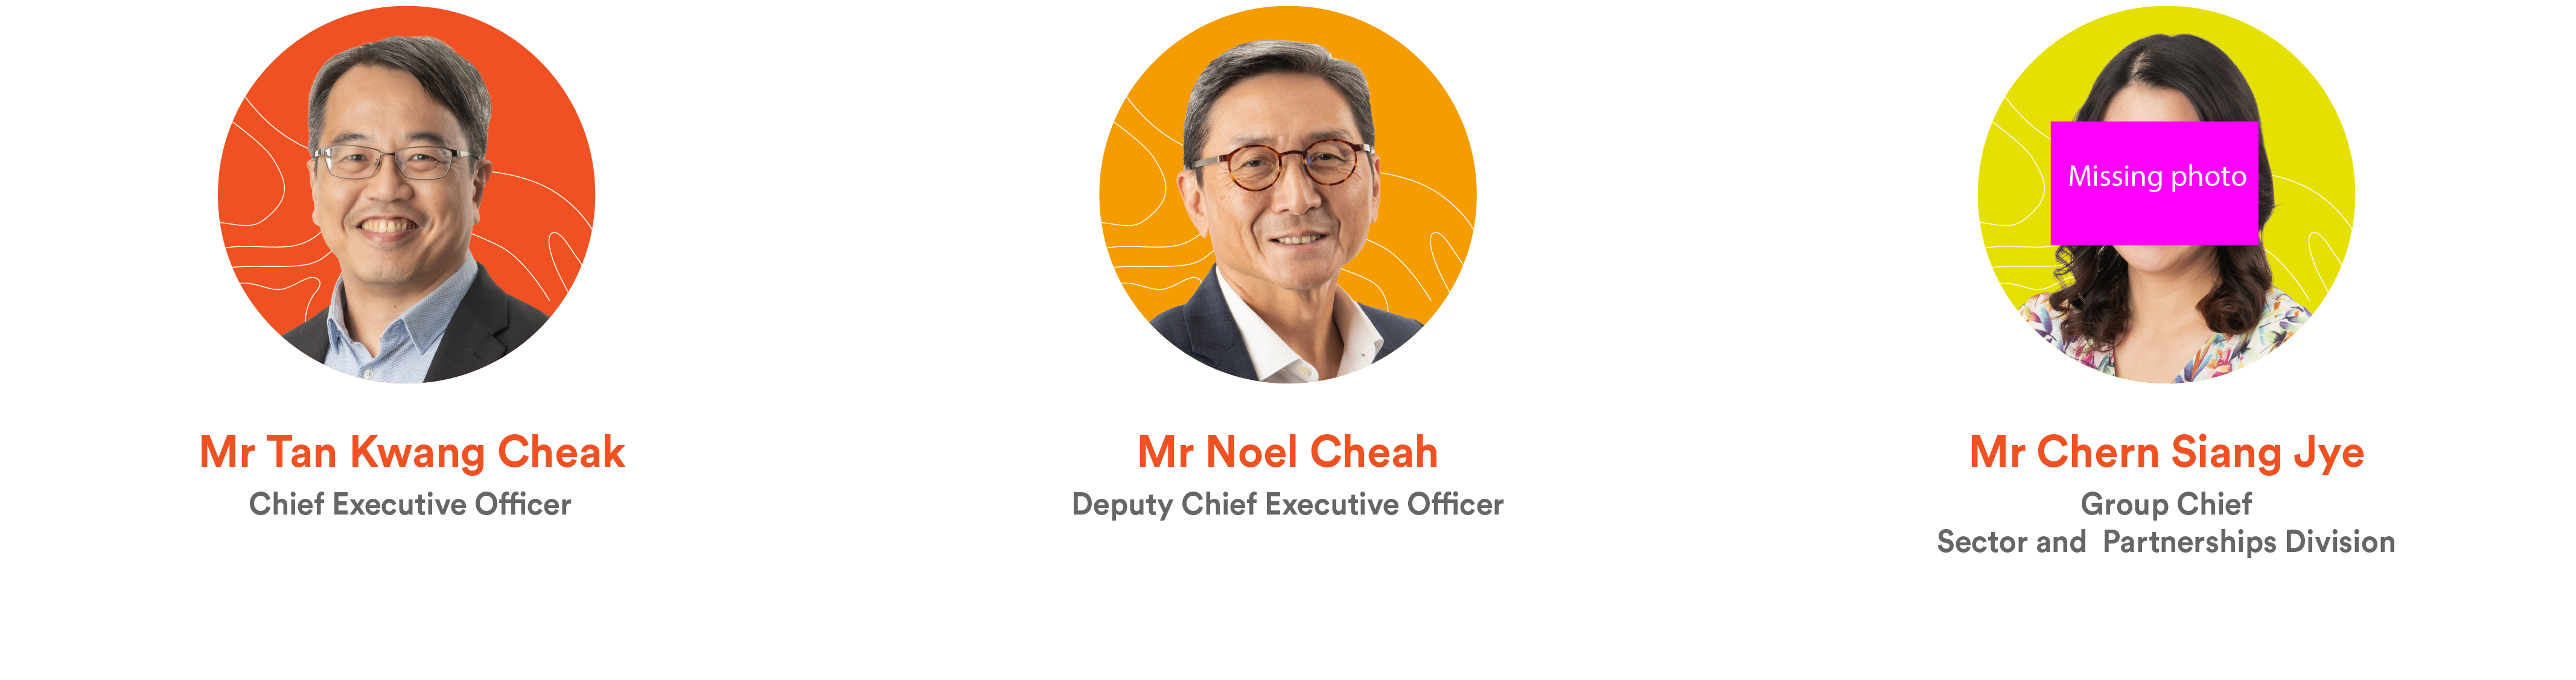 Missing photo
Mr Tan Kwang Cheak
Chief Executive Officer
Mr Noel Cheah
Deputy Chief Executive Officer
Mr Chern Siang Jye
Group Chief
Sector and  Partnerships Division